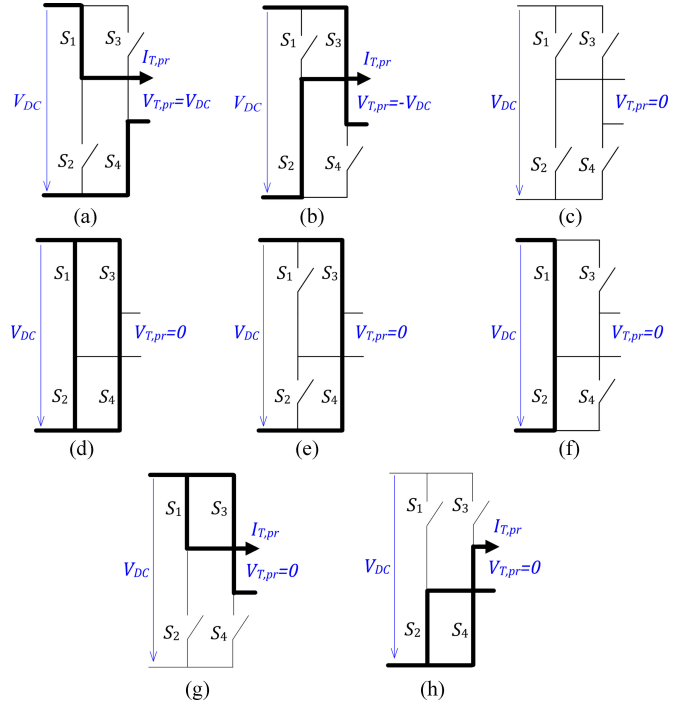 S1 S3
IT,pr
VDC VT,pr=VDC
S2 S4
(a)
S1 S3
IT,pr
VDC VT,pr=-VDC
S2 S4
(b)
S1 S3
VDC VT,pr=0
S2 S4
(c)
S1 S3
VDC VT,pr=0
S2 S4
(d)
S1 S3
VDC VT,pr=0
S2 S4
(e)
S1 S3
VDC VT,pr=0
S2 S4
(f)
S1 S3
IT,pr
VDC VT,pr=0
S2 S4
(g)
S1 S3
IT,pr
VDC VT,pr=0
S2 S4
(h)